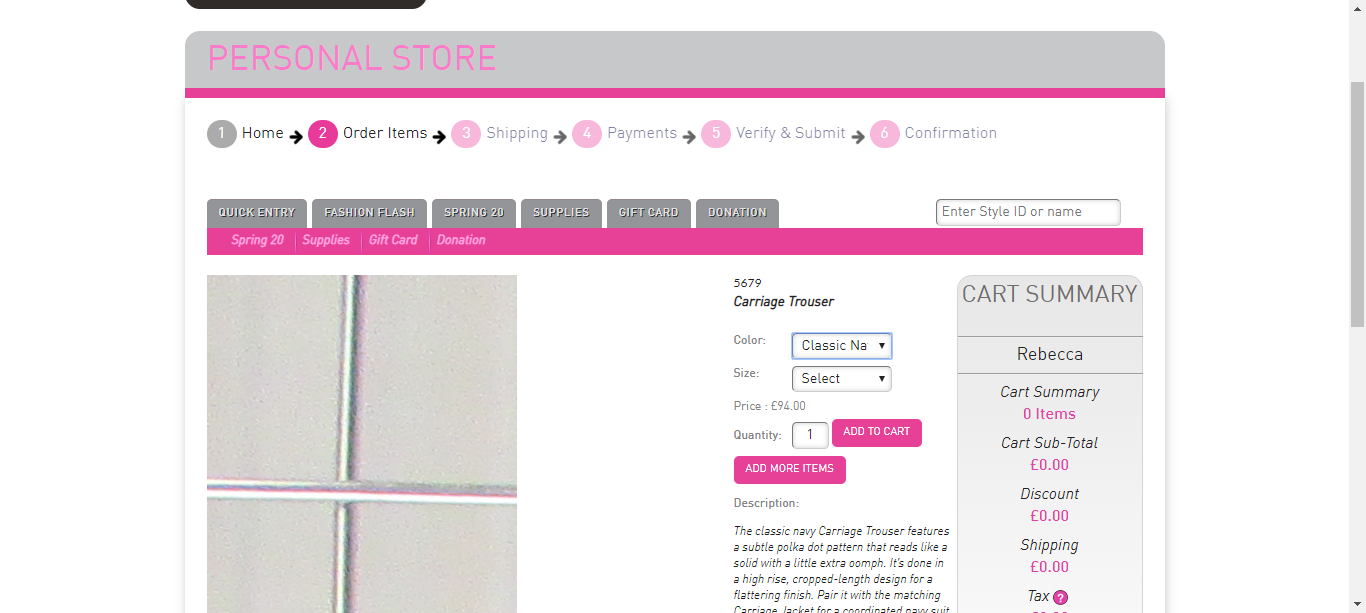 PERSONAL STORE
1 Home 2 Order Items 3 Shipping 4 Payments 5 Verify & Submit 6 Confirmation
QUICK ENTRY FASHION FLASH SPRING 20 SUPPLIES GIFT CARD DONATION
Enter Style ID or name
Spring 20 Supplies Gift Card Donation
5679
Carriage Trouser
Color: Classic Na
Size: Select
Price : £94.00
Quantity: 1 ADD TO CART
ADD MORE ITEMS
Description:
The classic navy Carriage Trouser features
a subtle polka dot pattern that reads like a
solid with a little extra oomph. It's done in
a high rise, cropped-length design for a
flattering finish. Pair it with the matching
Carriage Jacket for a coordinated navy suit
CART SUMMARY
Rebecca
Cart Summary
0 Items
Cart Sub-Total
£0.00
Discount
£0.00
Shipping
£0.00
Tax ?